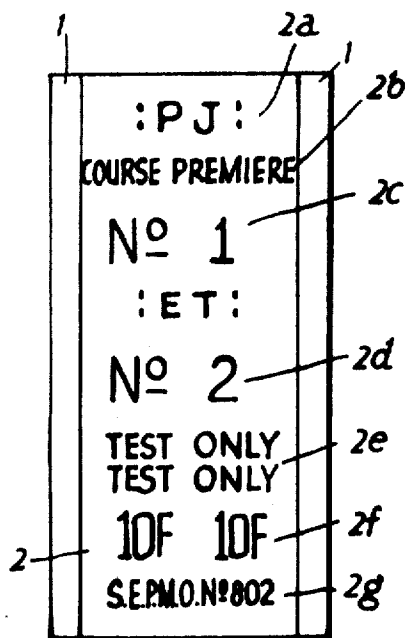 1 2a 1
:PJ:
2b
COURSE PREMIERE
2c
Nº 1
:ET:
Nº 2 2d
TEST ONLY 2e
TEST ONLY
2 10F 10F 2f
S.E.P.M.O.Nº802 2g